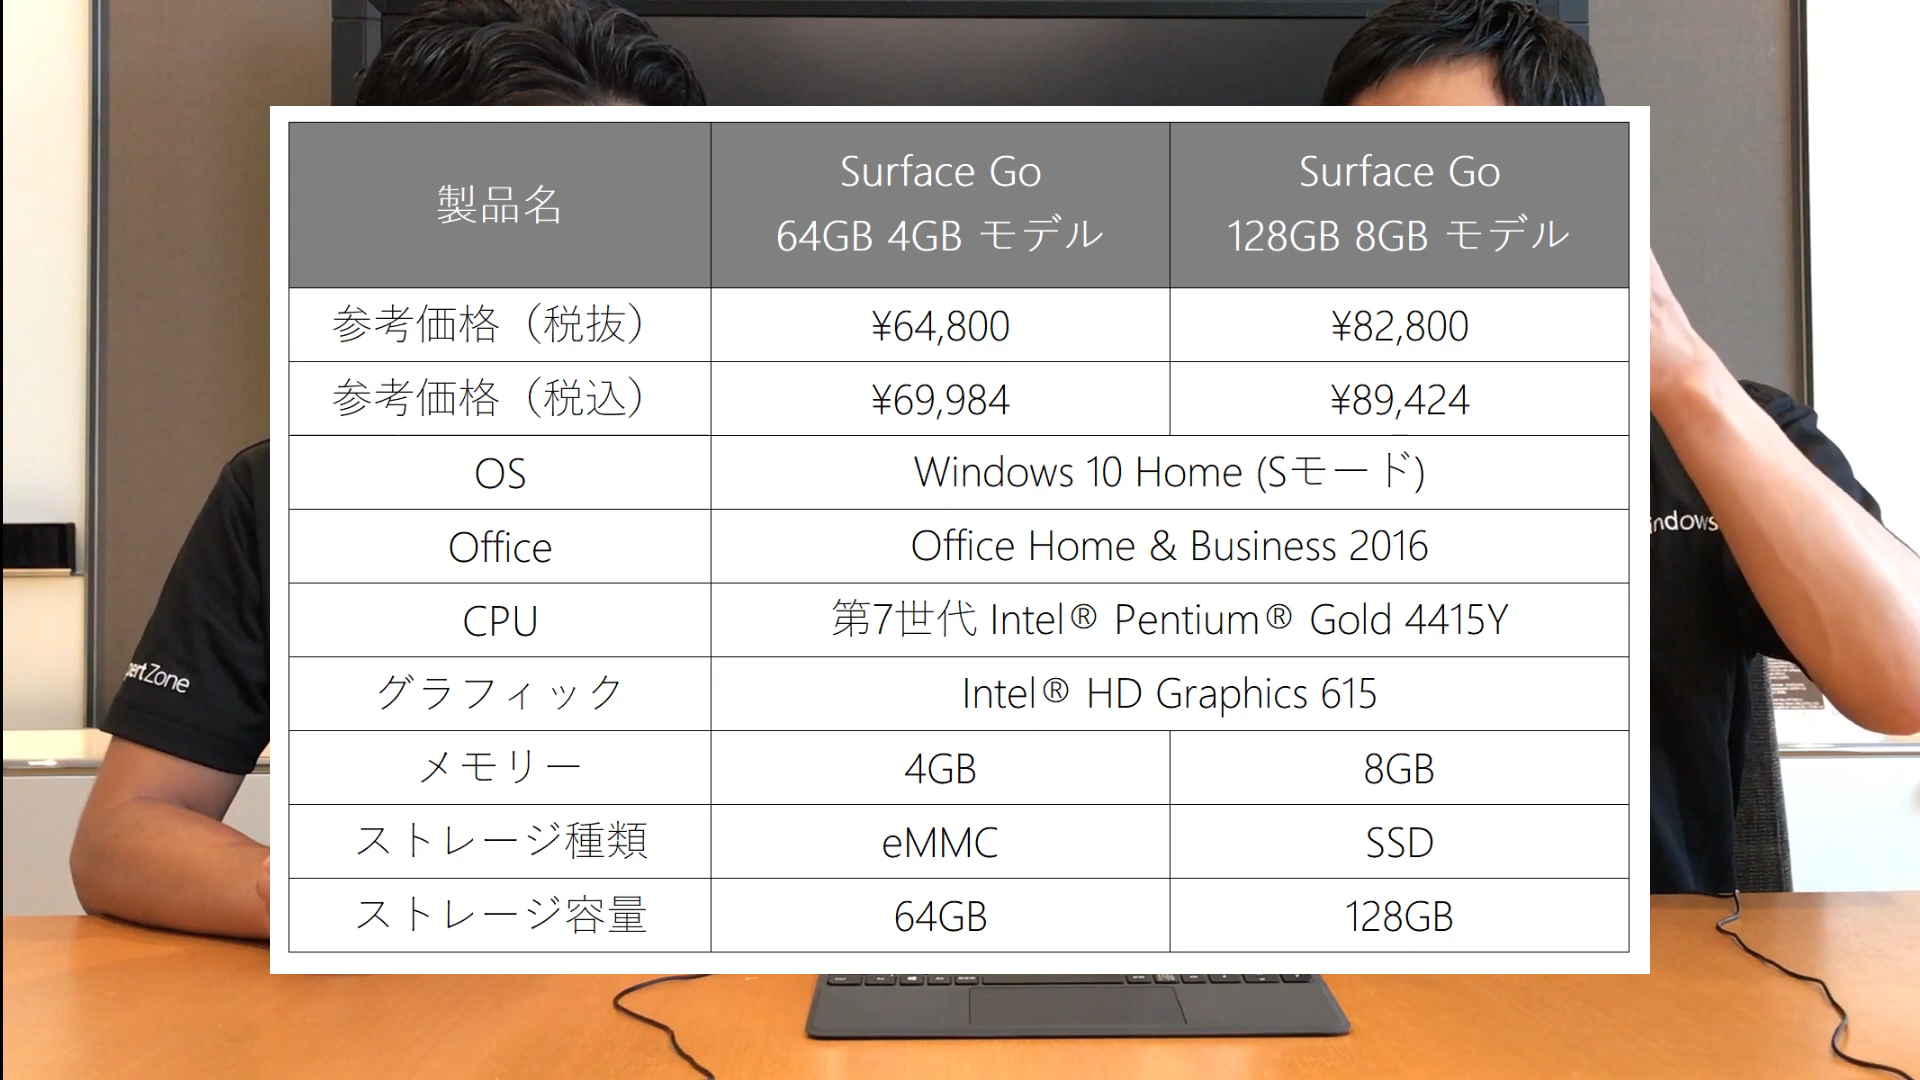 製品名
Surface Go
64GB 4GB モデル
Surface Go
128GB 8GB モデル
参考価格（税抜）
¥64,800
¥82,800
参考価格（税込）
¥69,984
¥89,424
OS
Windows 10 Home (Sモード)
Office
Office Home & Business 2016
CPU
第7世代 Intel® Pentium® Gold 4415Y
グラフィック
Intel® HD Graphics 615
メモリー
4GB
8GB
ストレージ種類
eMMC
SSD
ストレージ容量
64GB
128GB
pertZone
indows